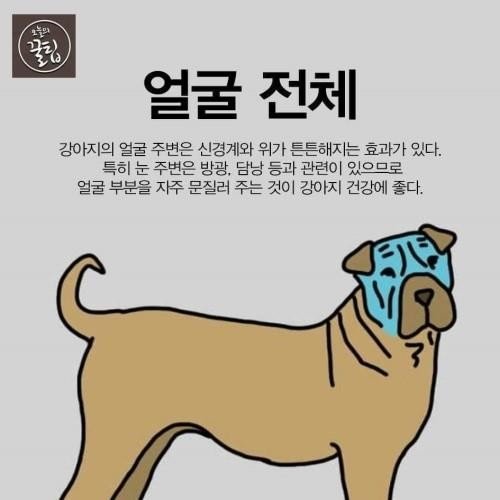 오늘의
꿀팁
얼굴 전체
강아지의 얼굴 주변은 신경계와 위가 튼튼해지는 효과가 있다.
특히 눈 주변은 방광, 담낭 등과 관련이 있으므로
얼굴 부분을 자주 문질러 주는 것이 강아지 건강에 좋다.